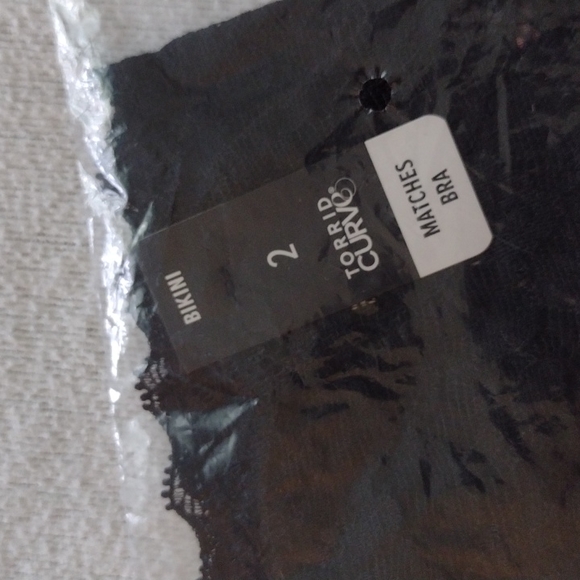 MATCHES
BRA
TORRID
CURVE®
2
BIKINI